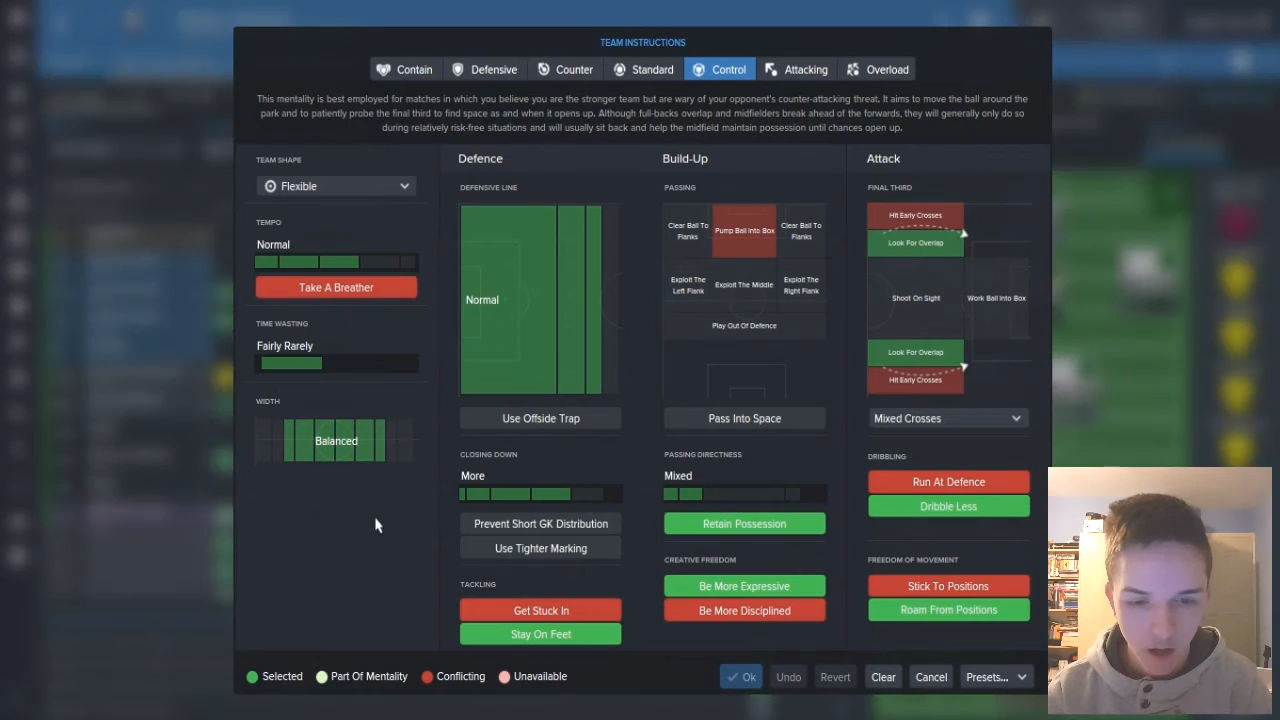 TEAM INSTRUCTIONS
Contain Defensive Counter Standard Control Attacking Overload
This mentality is best employed for matches in which you believe you are the stronger team but are wary of your opponent's counter-attacking threat. It aims to move the ball around the
park and to patiently probe the final third to find space as and when it opens up. Although full-backs overlap and midfielders break ahead of the forwards, they will generally only do so
during relatively risk-free situations and will usually sit back and help the midfield maintain possession until chances open up.
TEAM SHAPE
Flexible
TEMPO
Normal
Take A Breather
TIME WASTING
Fairly Rarely
WIDTH
Balanced
Defence
DEFENSIVE LINE
Normal
Use Offside Trap
CLOSING DOWN
More
Prevent Short GK Distribution
Use Tighter Marking
TACKLING
Get Stuck In
Stay On Feet
Build-Up
PASSING
Clear Ball To
Flanks
Pump Ball Into Box
Clear Ball To
Flanks
Exploit The
Left Flank
Exploit The Middle
Exploit The
Right Flank
Play Out Of Defence
Pass Into Space
PASSING DIRECTNESS
Mixed
Retain Possession
CREATIVE FREEDOM
Be More Expressive
Be More Disciplined
Attack
FINAL THIRD
Hit Early Crosses
Look For Overlap
Shoot On Sight
Work Ball Into Box
Look For Overlap
Hit Early Crosses
Mixed Crosses
DRIBBLING
Run At Defence
Dribble Less
FREEDOM OF MOVEMENT
Stick To Positions
Roam From Positions
Selected Part Of Mentality Conflicting Unavailable
Ok Undo Revert Clear Cancel Presets...